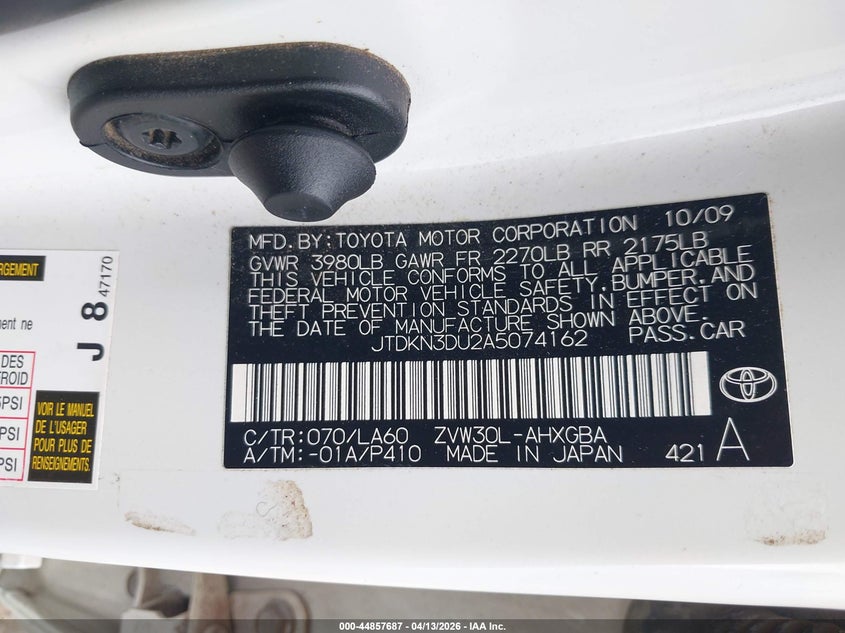 MFD. BY: TOYOTA MOTOR CORPORATION 10/09
GVWR 3980LB GAWR FR 2270LB RR 2175LB
THIS VEHICLE CONFORMS TO ALL APPLICABLE
FEDERAL MOTOR VEHICLE SAFETY, BUMPER, AND
THEFT PREVENTION STANDARDS IN EFFECT ON
THE DATE OF MANUFACTURE SHOWN ABOVE.
JTDKN3DU2A5074162 PASS. CAR
C/TR: 070/LA60 ZVW30L-AHXGBA
A/TM: -01A/P410 MADE IN JAPAN 421 A
J 8 47170
ne
DES
PSI
PSI
PSI
VOIR LE MANUEL
DE L'USAGER
POUR PLUS DE
RENSEIGNEMENTS.
000-44857687 - 04/13/2026 - IAA Inc.